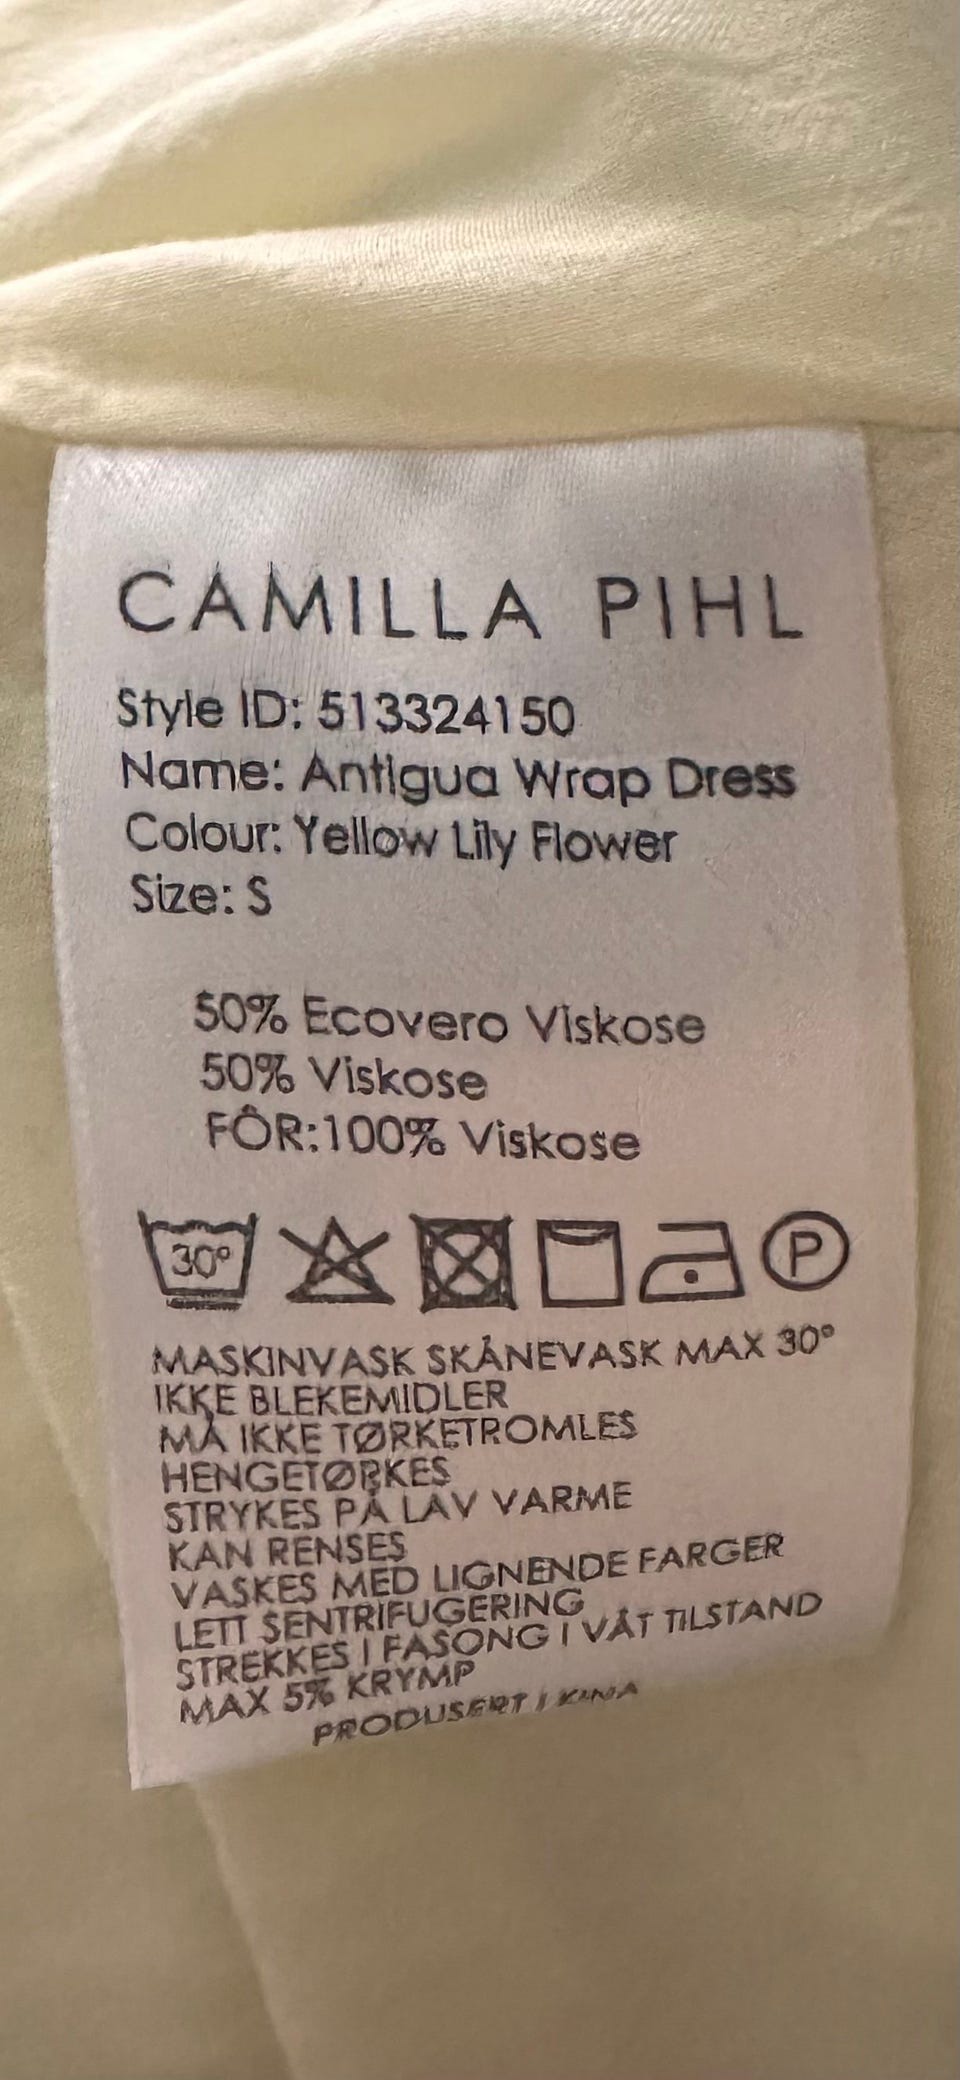 CAMILLA PIHL
Style ID: 513324150
Name: Antigua Wrap Dress
Colour: Yellow Lily Flower
Size: S
50% Ecovero Viskose
50% Viskose
FÔR:100% Viskose
30°
P
MASKINVASK SKÅNEVASK MAX 30°
IKKE BLEKEMIDLER
MÅ IKKE TØRKETROMLES
HENGETØRKES
STRYKES PÅ LAV VARME
KAN RENSES
VASKES MED LIGNENDE FARGER
LETT SENTRIFUGERING
STREKKES I FASONG I VÅT TILSTAND
MAX 5% KRYMP
PRODUSERT I KINA